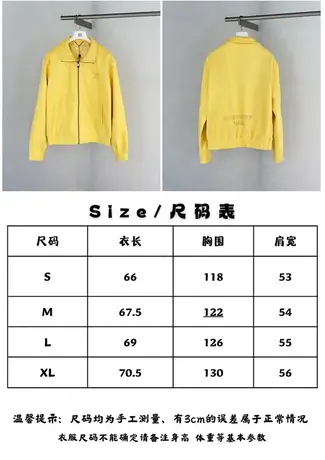 Size/尺码表
尺码 衣长 胸围 肩宽
S 66 118 53
M 67.5 122 54
L 69 126 55
XL 70.5 130 56
温馨提示: 尺码均为手工测量、有3cm的误差属于正常情况
衣服尺码不能确定请备注身高 体重等基本参数